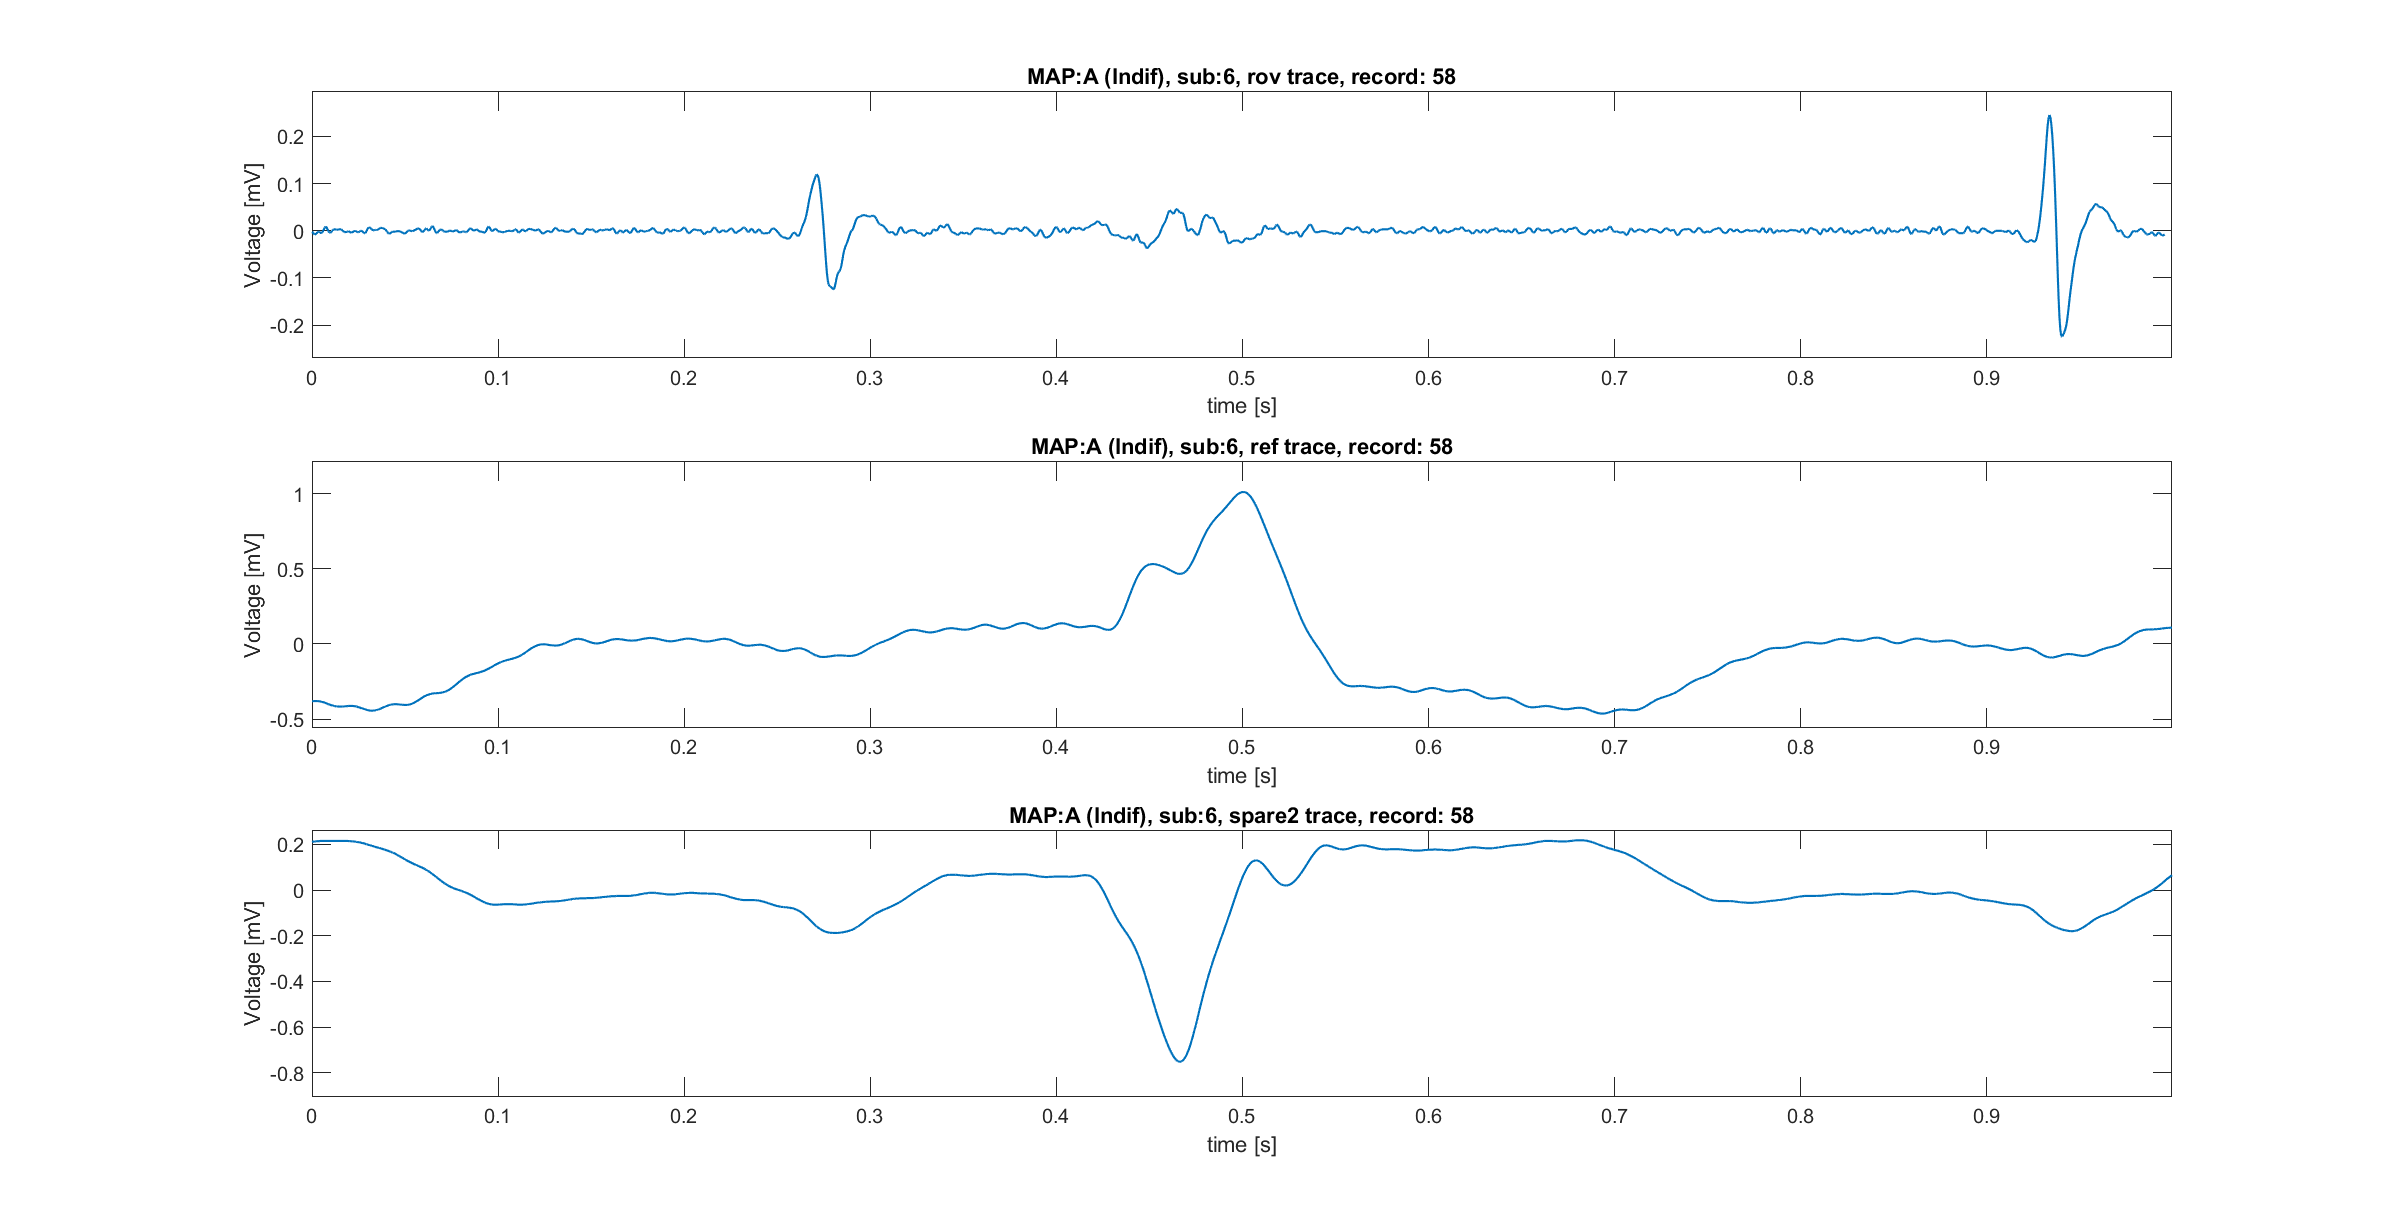 MAP:A (Indif), sub:6, rov trace, record: 58
Voltage [mV]
0.2
0.1
0
-0.1
-0.2
0 0.1 0.2 0.3 0.4 0.5 0.6 0.7 0.8 0.9
time [s]
MAP:A (Indif), sub:6, ref trace, record: 58
Voltage [mV]
1
0.5
0
-0.5
0 0.1 0.2 0.3 0.4 0.5 0.6 0.7 0.8 0.9
time [s]
MAP:A (Indif), sub:6, spare2 trace, record: 58
Voltage [mV]
0.2
0
-0.2
-0.4
-0.6
-0.8
0 0.1 0.2 0.3 0.4 0.5 0.6 0.7 0.8 0.9
time [s]